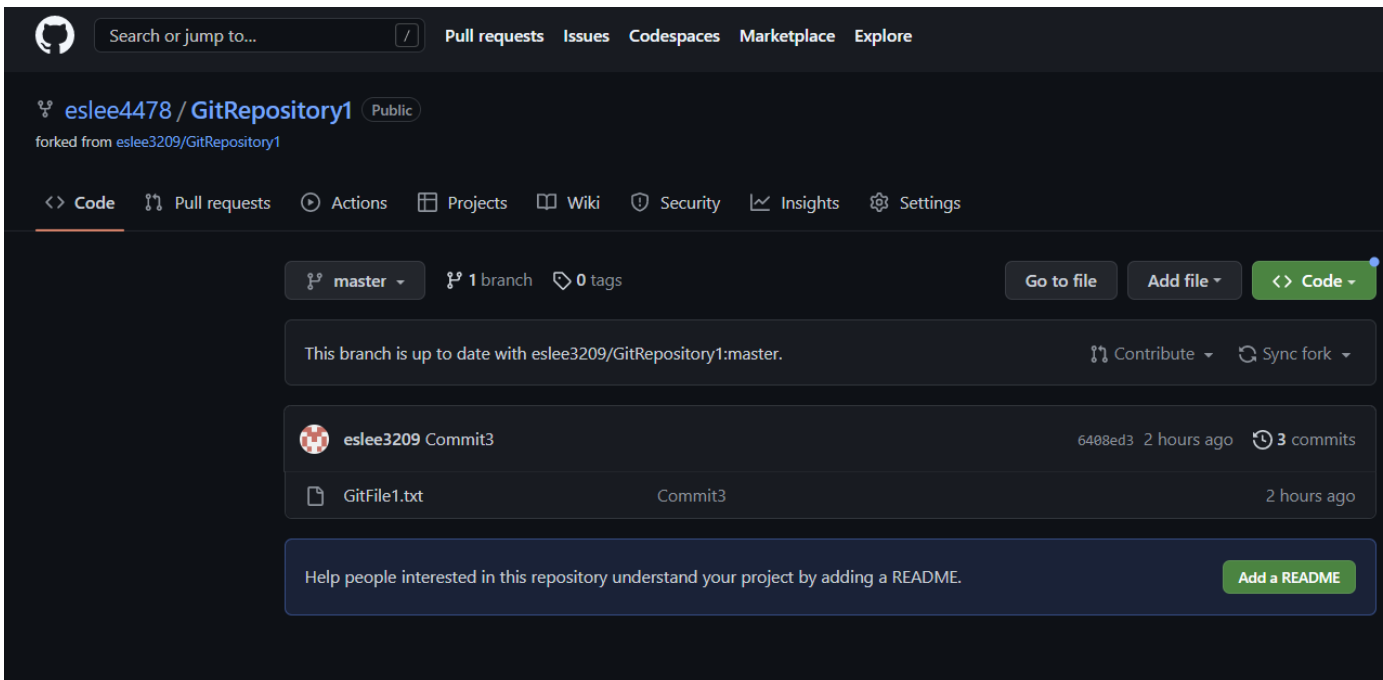 Search or jump to... / Pull requests Issues Codespaces Marketplace Explore
eslee4478 / GitRepository1 Public
forked from eslee3209/GitRepository1
<> Code Pull requests Actions Projects Wiki Security Insights Settings
master 1 branch 0 tags Go to file Add file <> Code
This branch is up to date with eslee3209/GitRepository1:master. Contribute Sync fork
eslee3209 Commit3 6408ed3 2 hours ago 3 commits
GitFile1.txt Commit3 2 hours ago
Help people interested in this repository understand your project by adding a README. Add a README